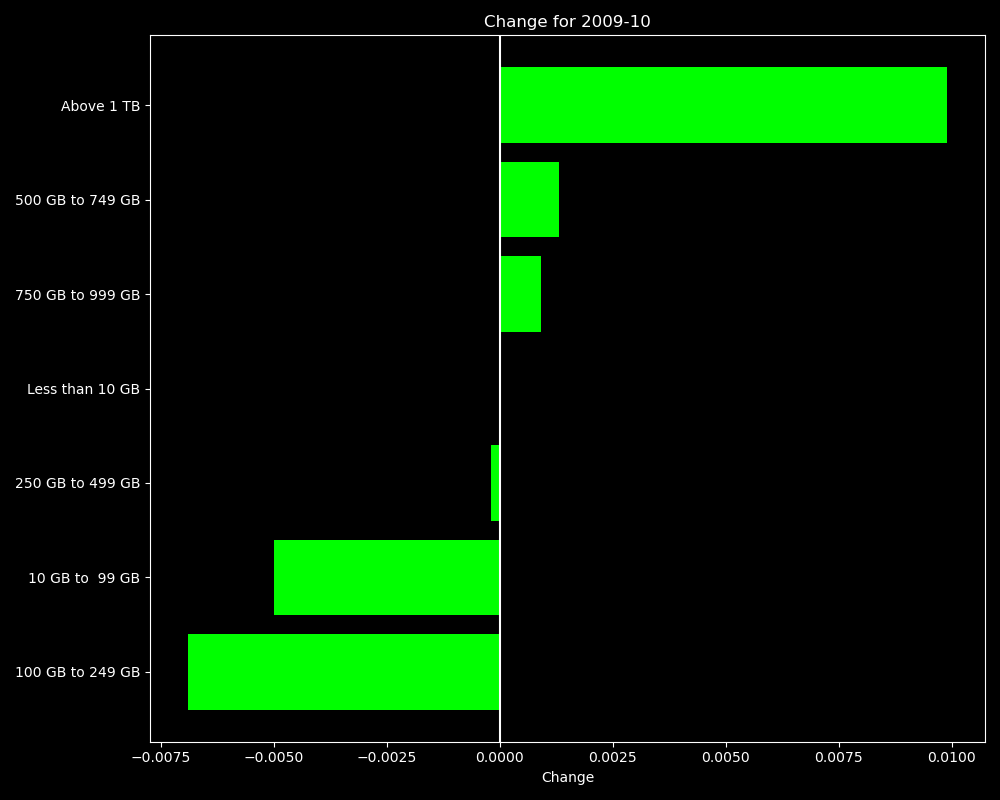 Change for 2009-10
Above 1 TB
500 GB to 749 GB
750 GB to 999 GB
Less than 10 GB
250 GB to 499 GB
10 GB to  99 GB
100 GB to 249 GB
−0.0075 −0.0050 −0.0025 0.0000 0.0025 0.0050 0.0075 0.0100
Change